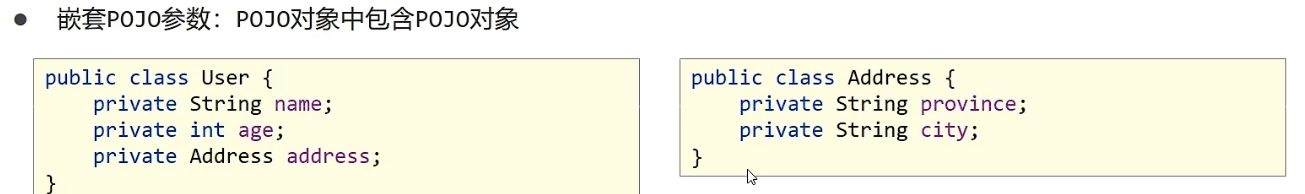 ● 嵌套POJO参数：POJO对象中包含POJO对象
public class User {
    private String name;
    private int age;
    private Address address;
}
public class Address {
    private String province;
    private String city;
}